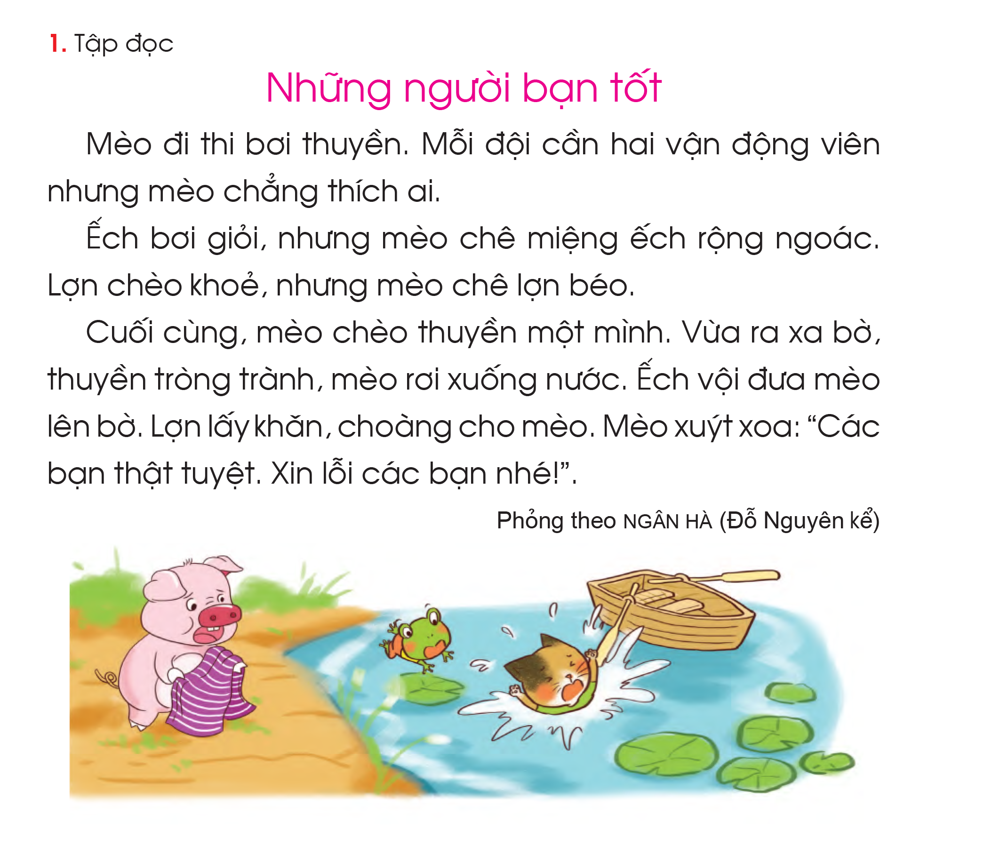 1. Tập đọc
Những người bạn tốt
Mèo đi thi bơi thuyền. Mỗi đội cần hai vận động viên
nhưng mèo chẳng thích ai.
Ếch bơi giỏi, nhưng mèo chê miệng ếch rộng ngoác.
Lợn chèo khoẻ, nhưng mèo chê lợn béo.
Cuối cùng, mèo chèo thuyền một mình. Vừa ra xa bờ,
thuyền tròng trành, mèo rơi xuống nước. Ếch vội đưa mèo
lên bờ. Lợn lấy khăn, choàng cho mèo. Mèo xuýt xoa: “Các
bạn thật tuyệt. Xin lỗi các bạn nhé!”.
Phỏng theo NGÂN HÀ (Đỗ Nguyên kể)